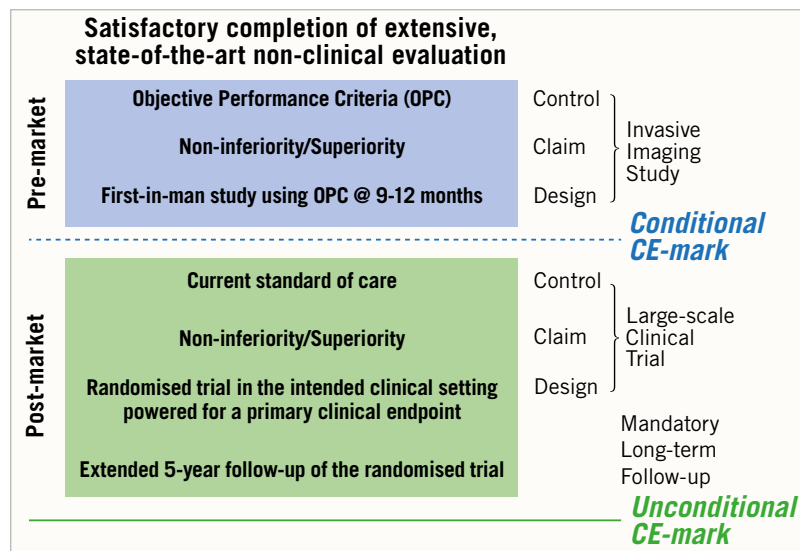 Satisfactory completion of extensive,
state-of-the-art non-clinical evaluation
Pre-market
Objective Performance Criteria (OPC)
Control
Non-inferiority/Superiority
Claim
First-in-man study using OPC @ 9-12 months
Design
Invasive
Imaging
Study
Conditional
CE-mark
Post-market
Current standard of care
Control
Non-inferiority/Superiority
Claim
Randomised trial in the intended clinical setting
powered for a primary clinical endpoint
Design
Large-scale
Clinical
Trial
Extended 5-year follow-up of the randomised trial
Mandatory
Long-term
Follow-up
Unconditional
CE-mark